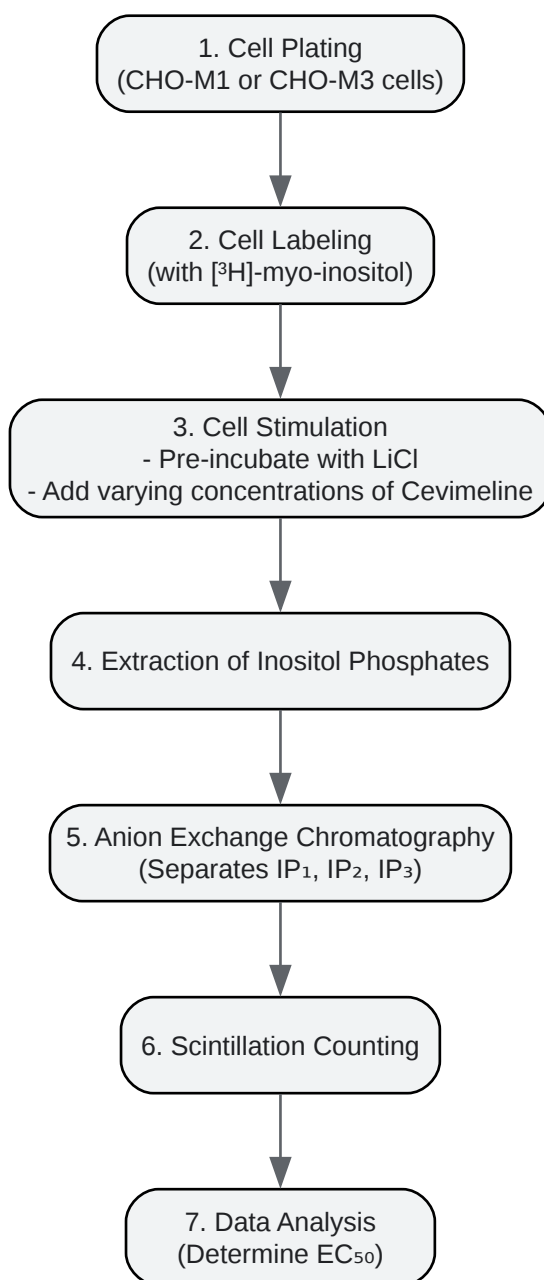 1. Cell Plating
(CHO-M1 or CHO-M3 cells)
2. Cell Labeling
(with [³H]-myo-inositol)
3. Cell Stimulation
- Pre-incubate with LiCl
- Add varying concentrations of Cevimeline
4. Extraction of Inositol Phosphates
5. Anion Exchange Chromatography
(Separates IP₁, IP₂, IP₃)
6. Scintillation Counting
7. Data Analysis
(Determine EC₅₀)